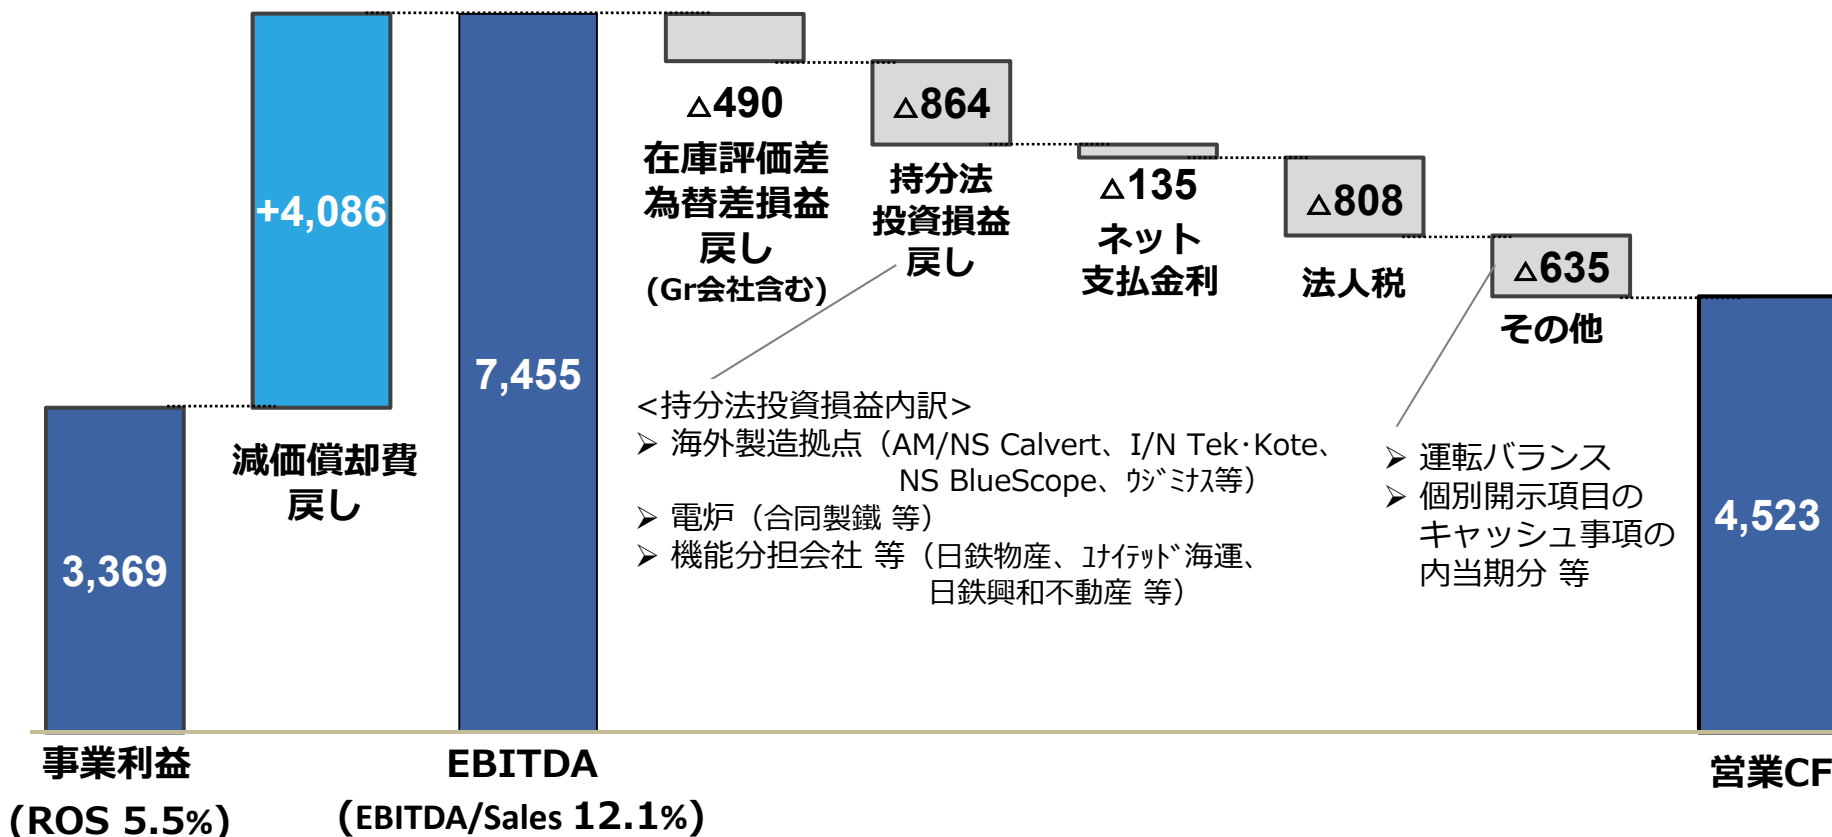 3,369
事業利益
(ROS 5.5%)
+4,086
減価償却費
戻し
7,455
EBITDA
(EBITDA/Sales 12.1%)
△490
在庫評価差
為替差損益
戻し
(Gr会社含む)
△864
持分法
投資損益
戻し
△135
ネット
支払金利
△808
法人税
△635
その他
<持分法投資損益内訳>
➢ 海外製造拠点（AM/NS Calvert、I/N Tek･Kote、
NS BlueScope、ｳｼﾞﾐﾅｽ等）
➢ 電炉（合同製鐵 等）
➢ 機能分担会社 等（日鉄物産、ﾕﾅｲﾃｯﾄﾞ海運、
日鉄興和不動産 等）
➢ 運転バランス
➢ 個別開示項目の
キャッシュ事項の
内当期分 等
4,523
営業CF